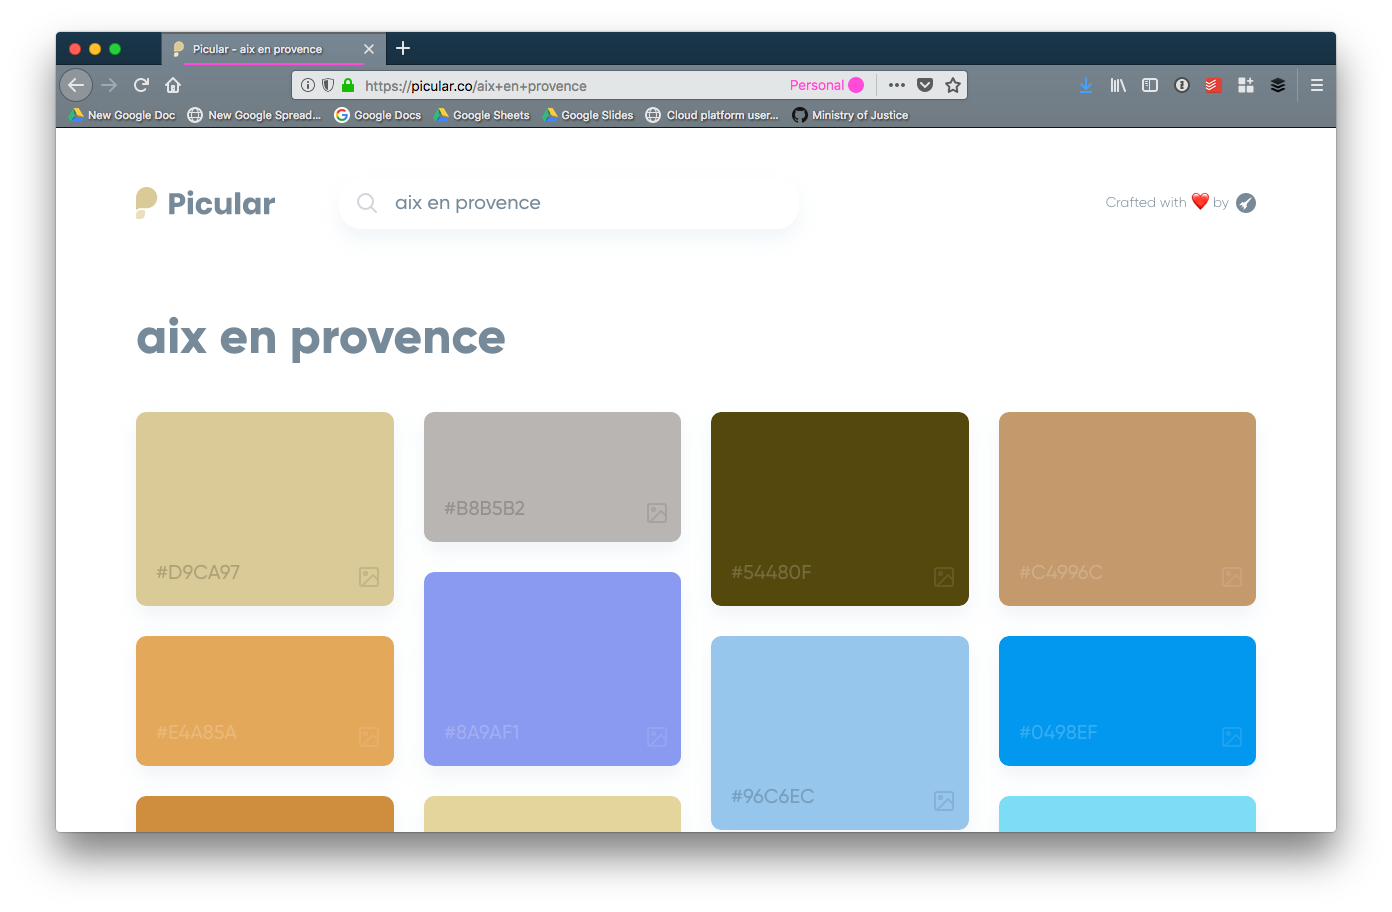 Picular - aix en provence
https://picular.co/aix+en+provence
Personal
New Google Doc
New Google Spread...
Google Docs
Google Sheets
Google Slides
Cloud platform user...
Ministry of Justice
Picular
aix en provence
Crafted with ❤️ by
aix en provence
#D9CA97
#B8B5B2
#54480F
#C4996C
#E4A85A
#8A9AF1
#96C6EC
#0498EF